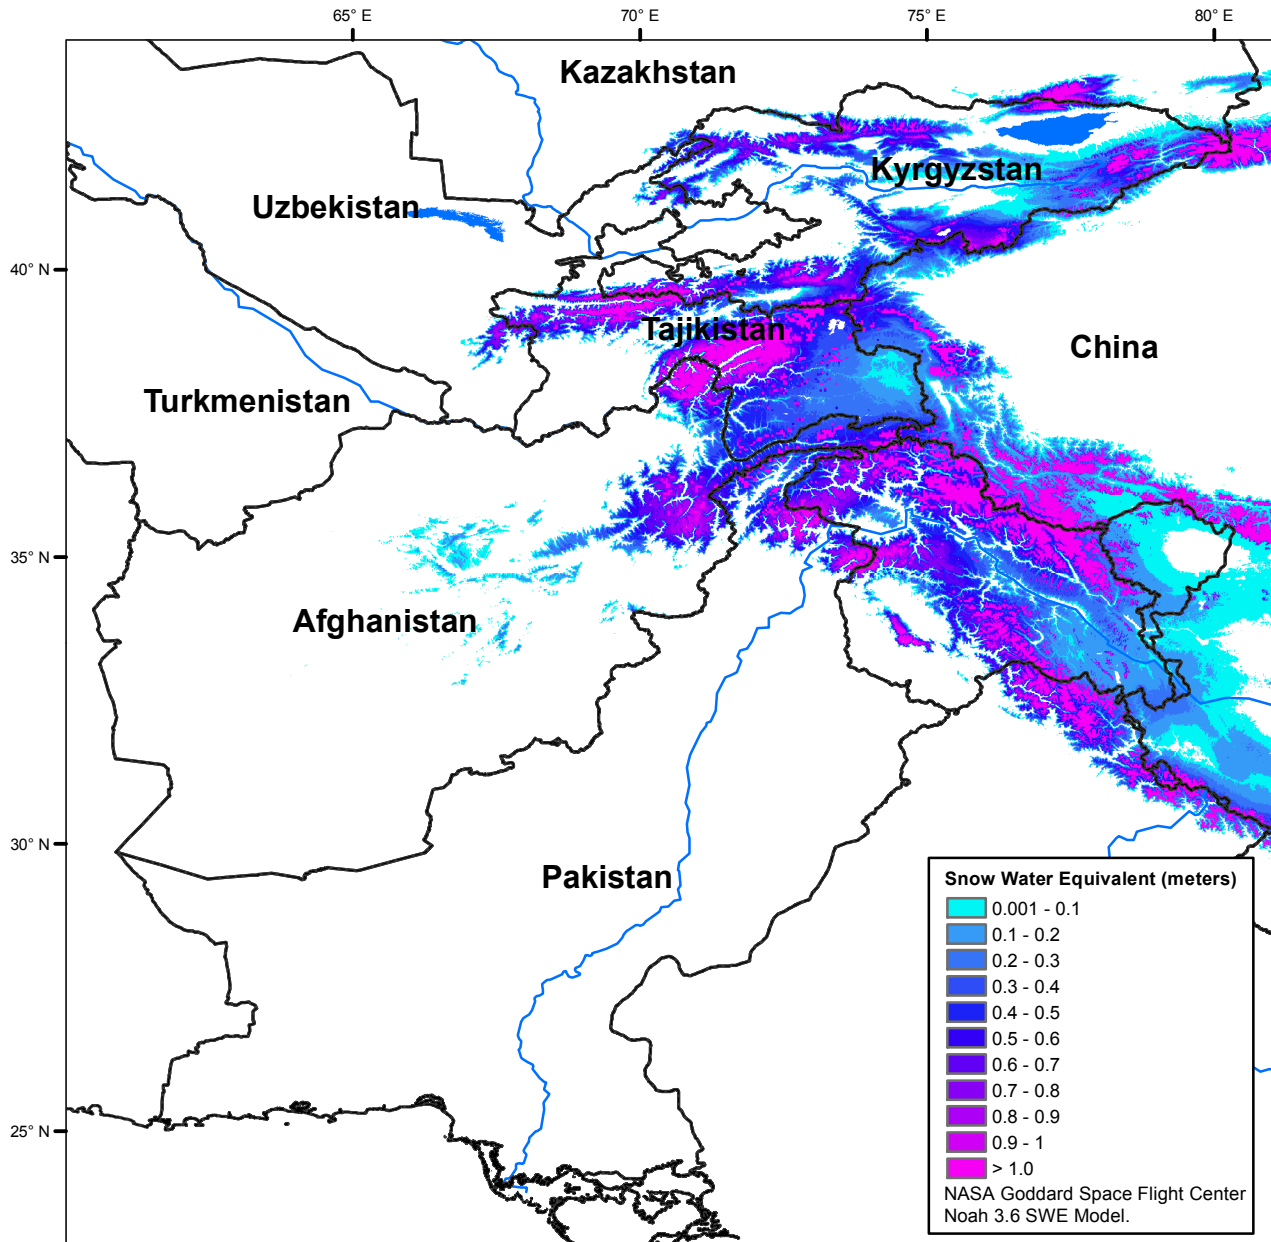 65° E
70° E
75° E
80° E
Kazakhstan
Kyrgyzstan
Uzbekistan
40° N
Tajikistan
China
Turkmenistan
35° N
Afghanistan
30° N
Pakistan
25° N
Snow Water Equivalent (meters)
0.001 - 0.1
0.1 - 0.2
0.2 - 0.3
0.3 - 0.4
0.4 - 0.5
0.5 - 0.6
0.6 - 0.7
0.7 - 0.8
0.8 - 0.9
0.9 - 1
> 1.0
NASA Goddard Space Flight Center
Noah 3.6 SWE Model.